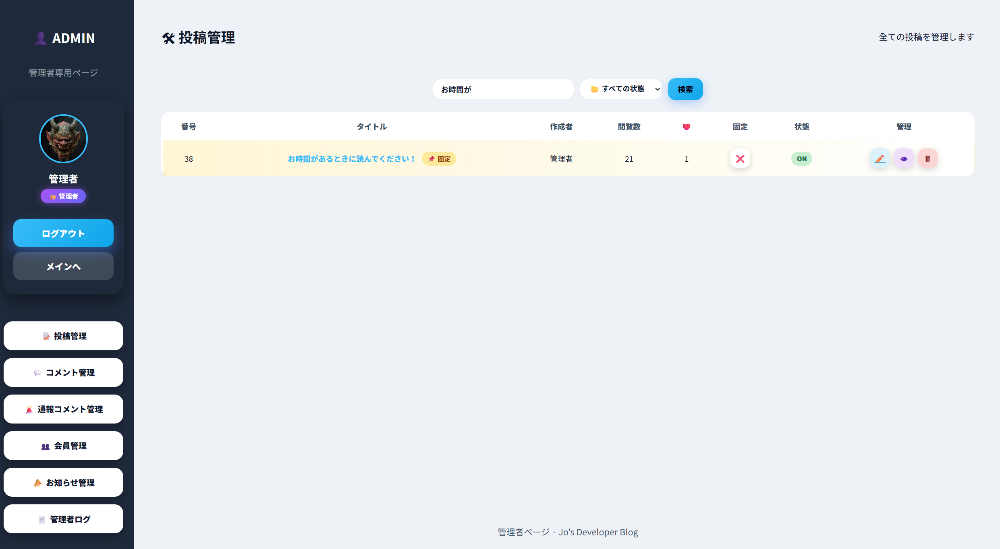 ADMIN
管理者専用ページ
管理者
管理者
ログアウト
メインへ
投稿管理
コメント管理
通報コメント管理
会員管理
お知らせ管理
管理者ログ
投稿管理
全ての投稿を管理します
お時間が
すべての状態
検索
番号 タイトル 作成者 閲覧数 固定 状態 管理
38 お時間があるときに読んでください！ 固定 管理者 21 1 ON
管理者ページ · Jo's Developer Blog